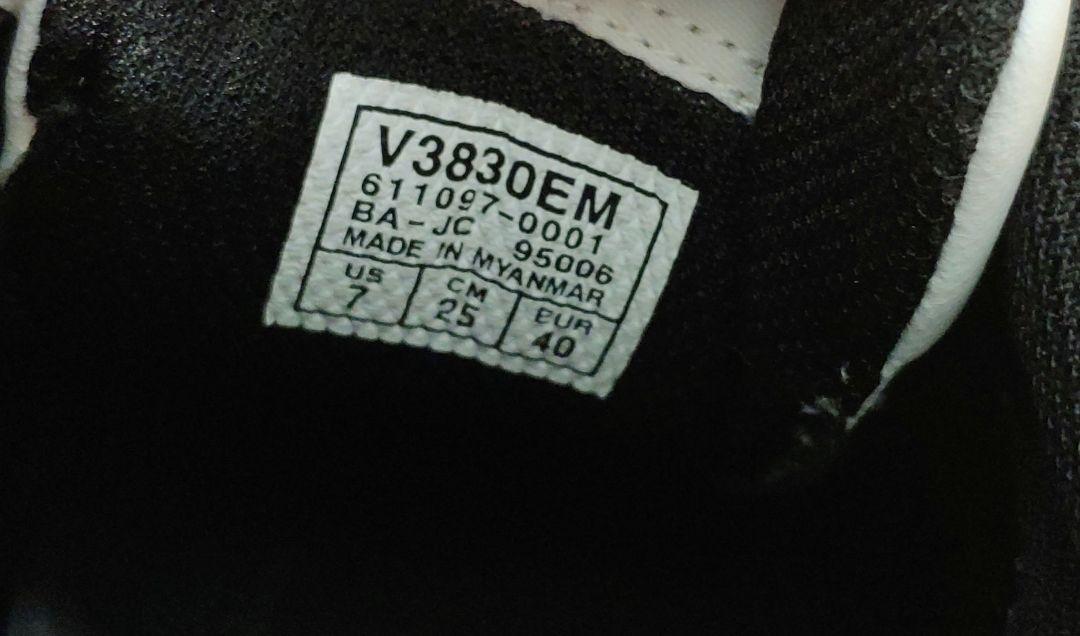 V3830EM
611097-0001
BA-JC 95006
MADE IN MYANMAR
US CM EUR
7 25 40